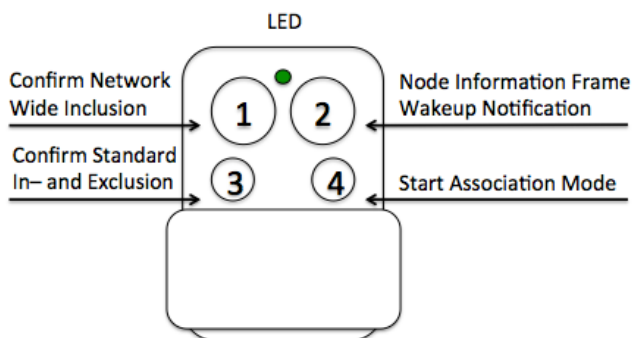 LED
Confirm Network
Wide Inclusion
1
2
Node Information Frame
Wakeup Notification
Confirm Standard
In– and Exclusion
3
4
Start Association Mode